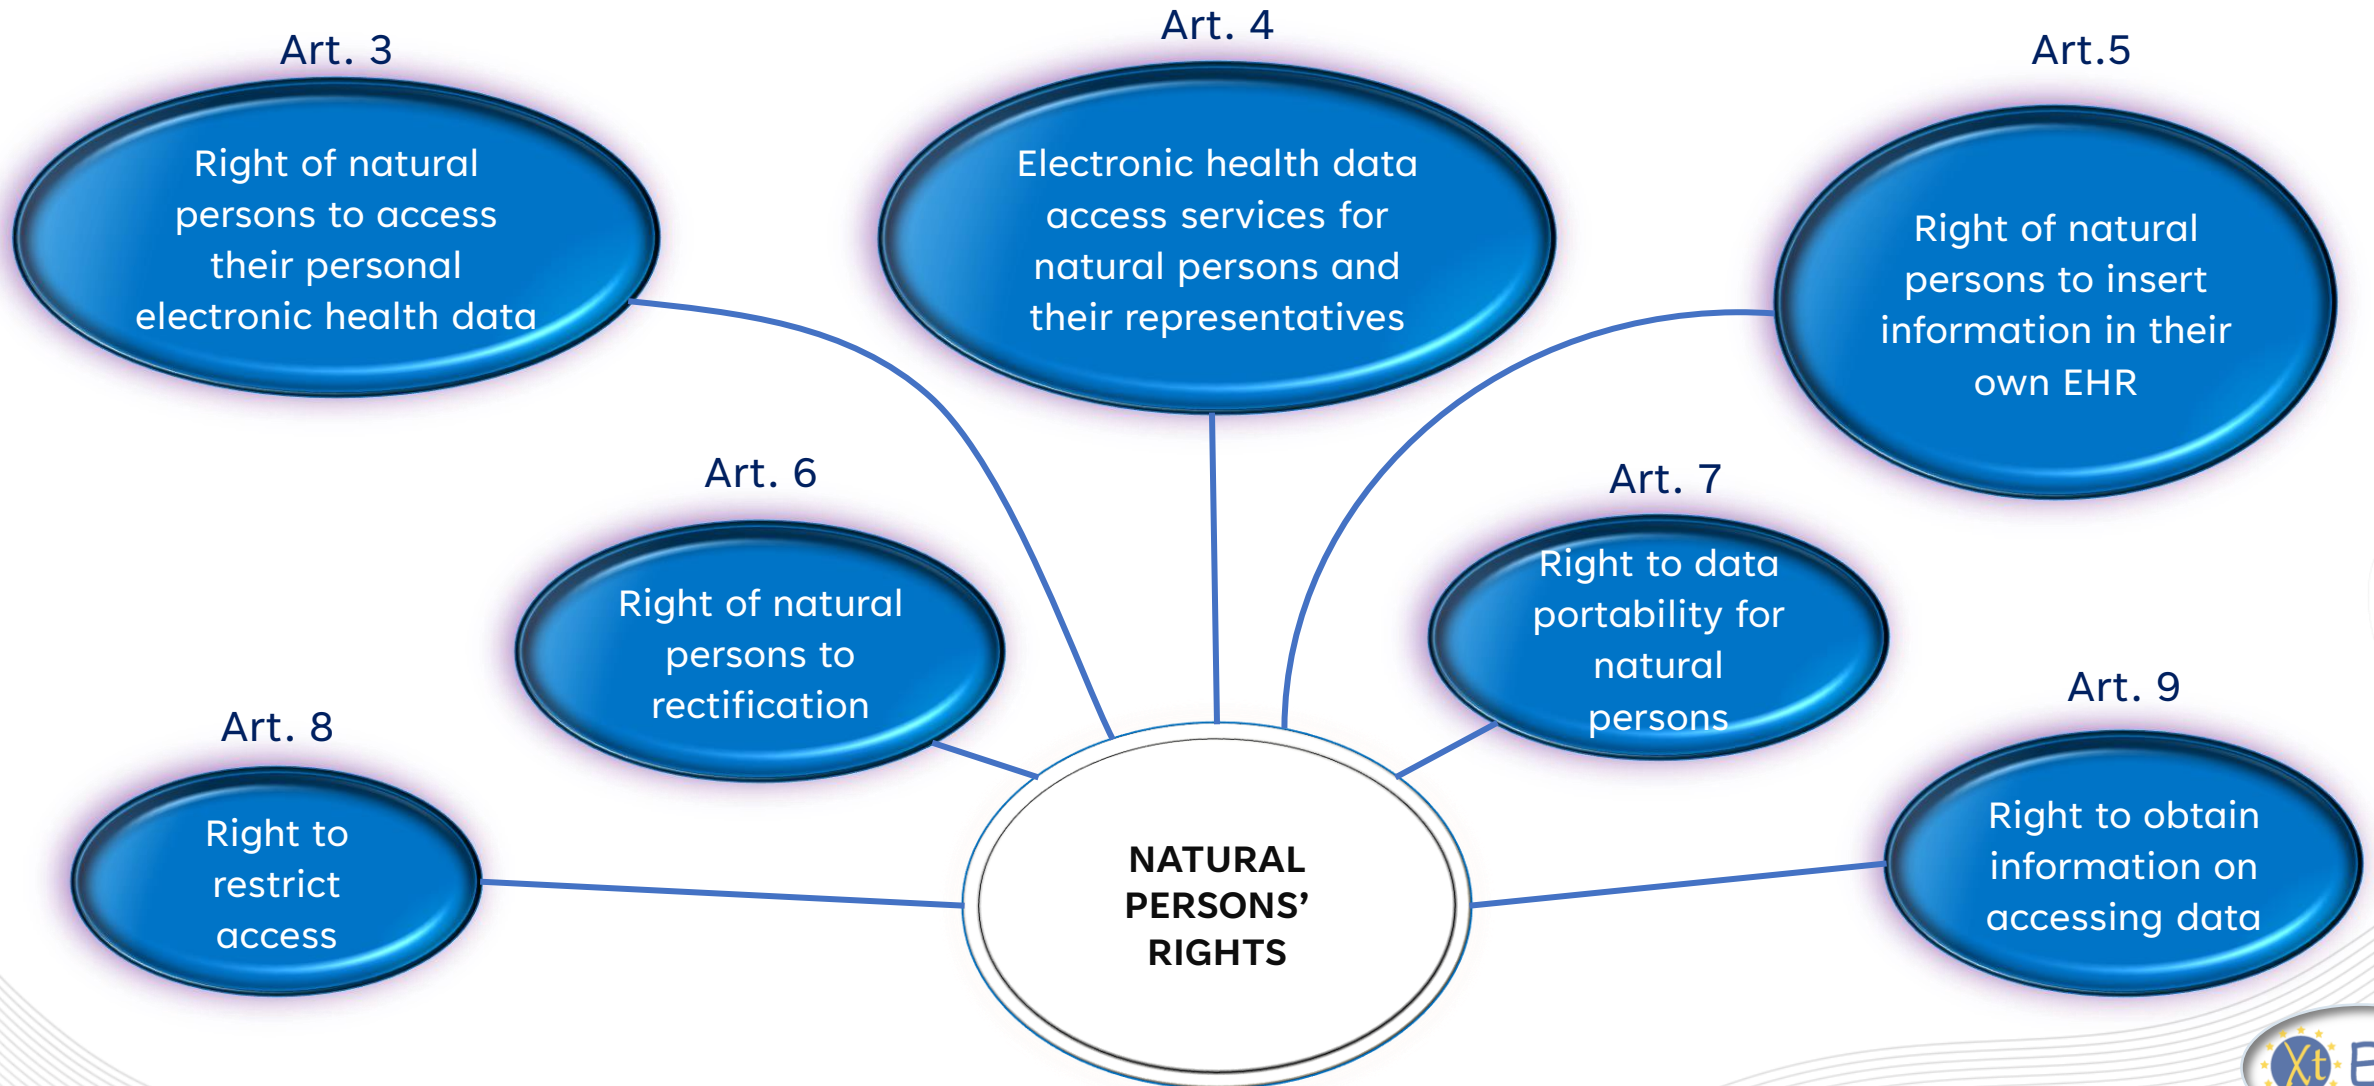 Art. 3
Right of natural
persons to access
their personal
electronic health data
Art. 4
Electronic health data
access services for
natural persons and
their representatives
Art.5
Right of natural
persons to insert
information in their
own EHR
Art. 6
Right of natural
persons to
rectification
Art. 7
Right to data
portability for
natural
persons
Art. 8
Right to
restrict
access
NATURAL
PERSONS’
RIGHTS
Art. 9
Right to obtain
information on
accessing data
Xt